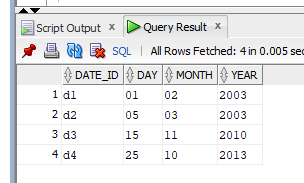 Script Output x Query Result x
SQL | All Rows Fetched: 4 in 0.005 sec
DATE_ID DAY MONTH YEAR
1 d1 01 02 2003
2 d2 05 03 2003
3 d3 15 11 2010
4 d4 25 10 2013